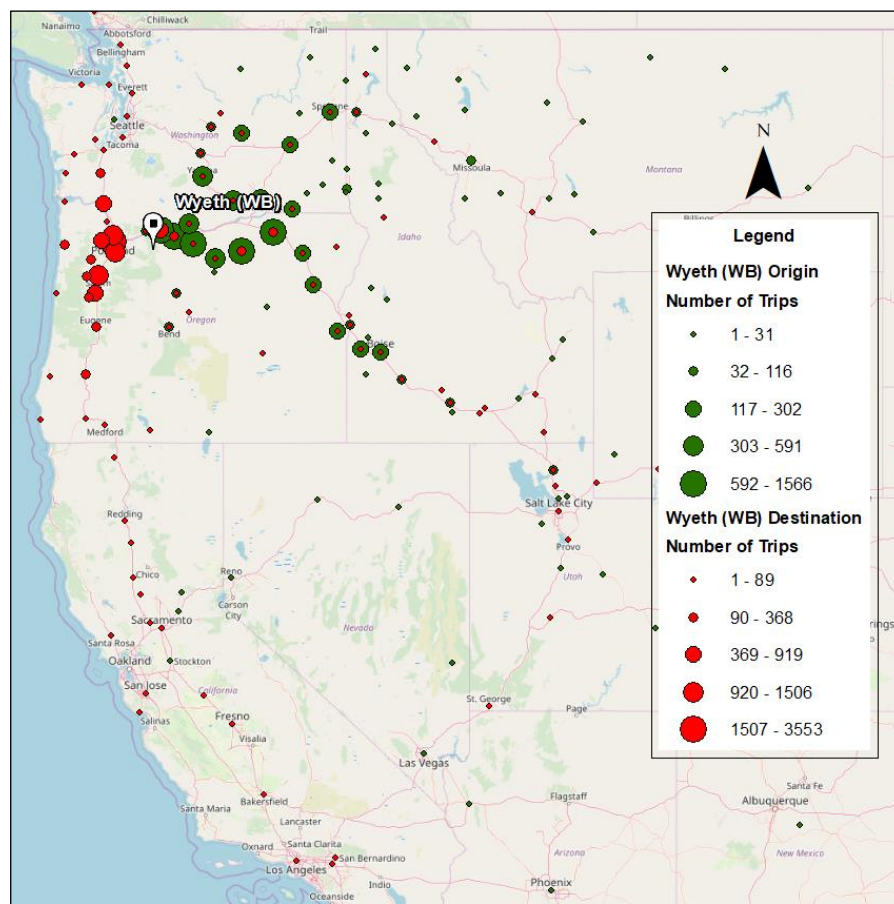 Nanaimo
Chilliwack
Abbotsford
Trail
Bellingham
Victoria
Everett
Seattle
Spokane
Washington
Tacoma
Missoula
Montana
N
Yakima
Wyeth (WB)
Billings
Idaho
Portland
Salem
Legend
Wyeth (WB) Origin
Number of Trips
1 - 31
32 - 116
117 - 302
303 - 591
592 - 1566
Wyeth (WB) Destination
Number of Trips
1 - 89
90 - 368
369 - 919
920 - 1506
1507 - 3553
Eugene
Oregon
Bend
Boise
Medford
Redding
Salt Lake City
Provo
Chico
Reno
Carson
City
Utah
Nevada
Sacramento
Santa Rosa
Oakland
Stockton
San Jose
California
Salinas
Fresno
Visalia
St. George
Page
Las Vegas
Bakersfield
Santa Maria
Lancaster
Flagstaff
Santa Fe
Albuquerque
Oxnard
Santa Clarita
San Bernardino
Los Angeles
Indio
Oceanside
Arizona
New Mexico
Phoenix